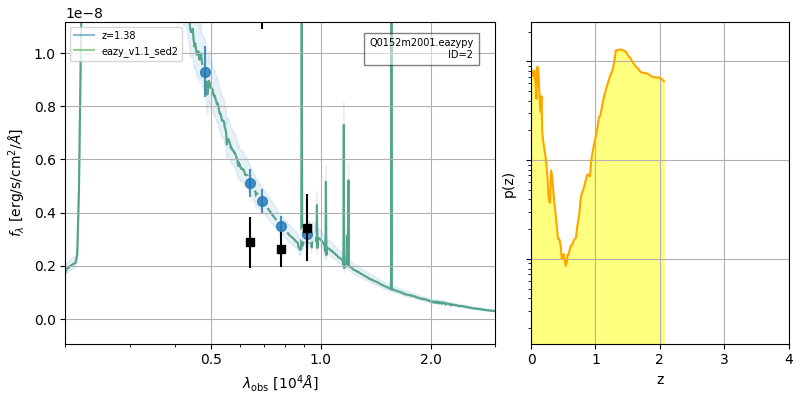 1e−8
z=1.38
eazy_v1.1_sed2
Q0152m2001.eazypy
ID=2
1.0
0.8
0.6
0.4
0.2
0.0
f_λ [erg/s/cm²/Å]
0.5 1.0 2.0
λ_obs [10⁴Å]
p(z)
0 1 2 3 4
z